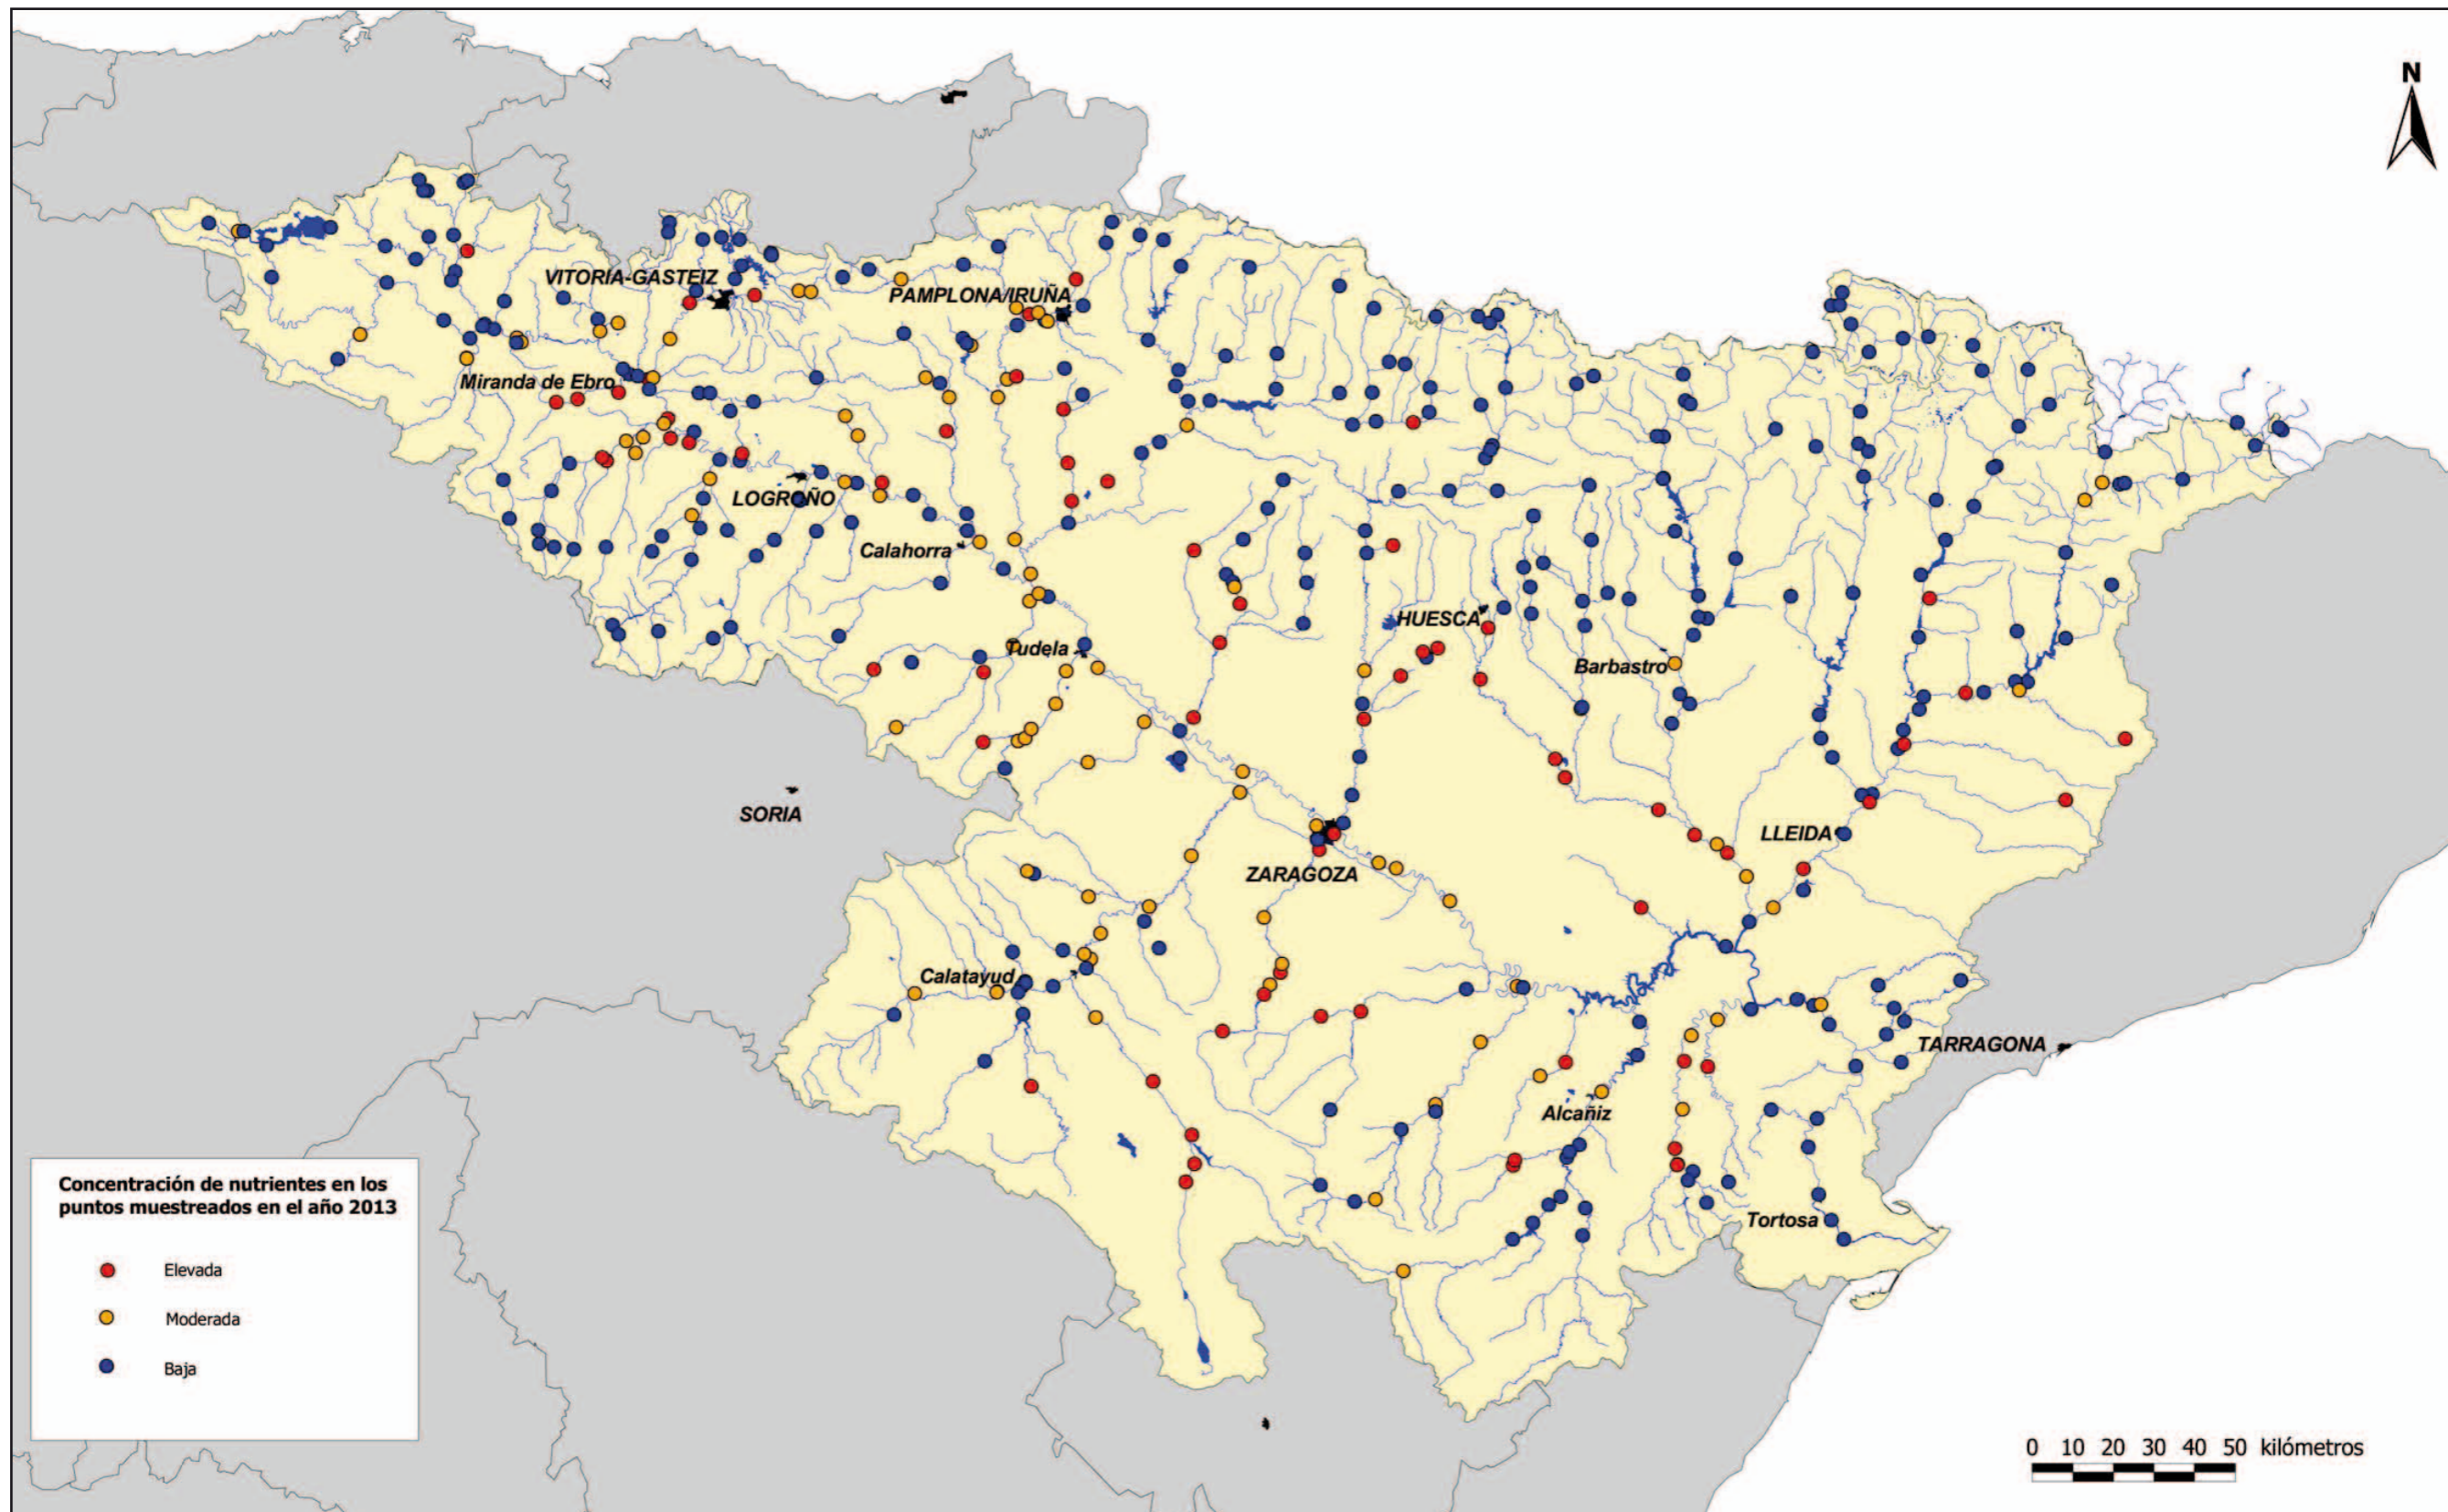 N
VITORIA-GASTEIZ
PAMPLONA/IRUÑA
Miranda de Ebro
LOGROÑO
Calahorra
HUESCA
Tudela
Barbastro
SORIA
LLEIDA
ZARAGOZA
Calatayud
TARRAGONA
Alcañiz
Tortosa
Concentración de nutrientes en los
puntos muestreados en el año 2013
Elevada
Moderada
Baja
0 10 20 30 40 50 kilómetros